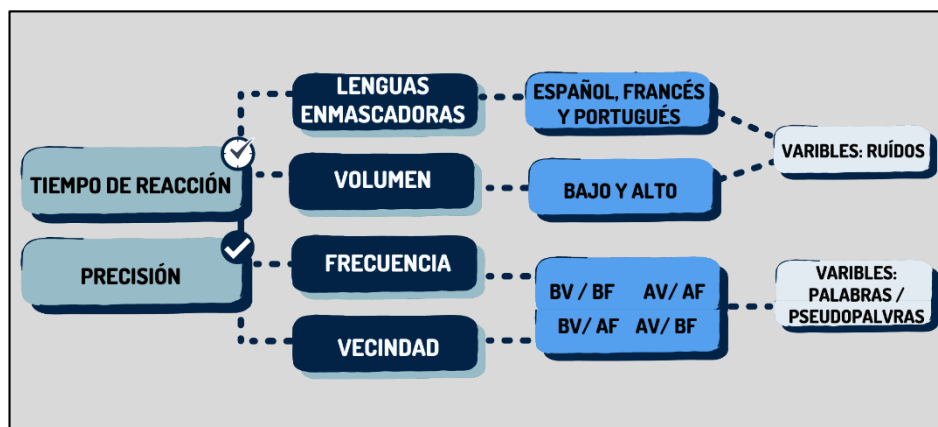 LENGUAS
ENMASCADORAS
ESPAÑOL, FRANCÉS
Y PORTUGUÉS
VARIBLES: RUÍDOS
TIEMPO DE REACCIÓN
VOLUMEN
BAJO Y ALTO
PRECISIÓN
FRECUENCIA
BV / BF AV/ AF
BV/ AF AV/ BF
VARIBLES:
PALABRAS /
PSEUDOPALVRAS
VECINDAD